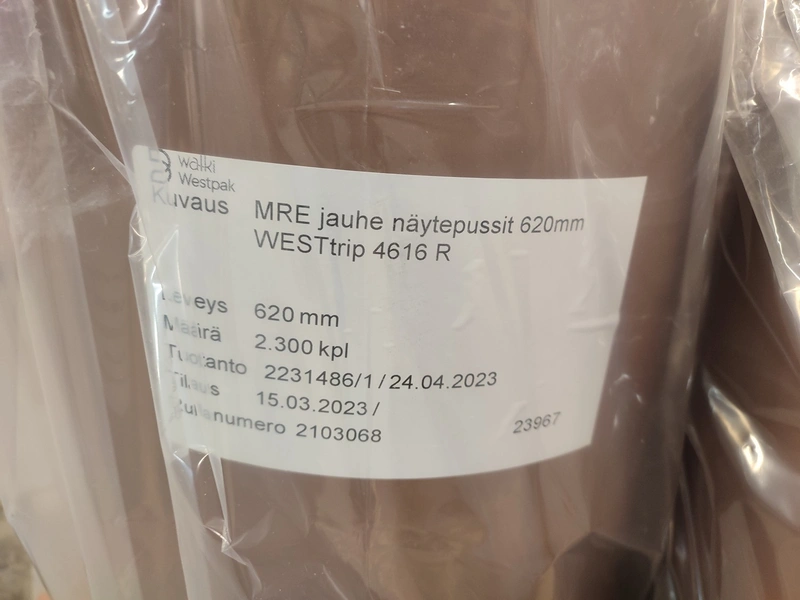 walki
Westpak
Kuvaus MRE jauhe näytepussit 620mm
WESTtrip 4616 R
Leveys 620 mm
Määrä 2.300 kpl
Tuotanto 2231486/1/24.04.2023
Tilaus 15.03.2023/
Rullanumero 2103068
23967